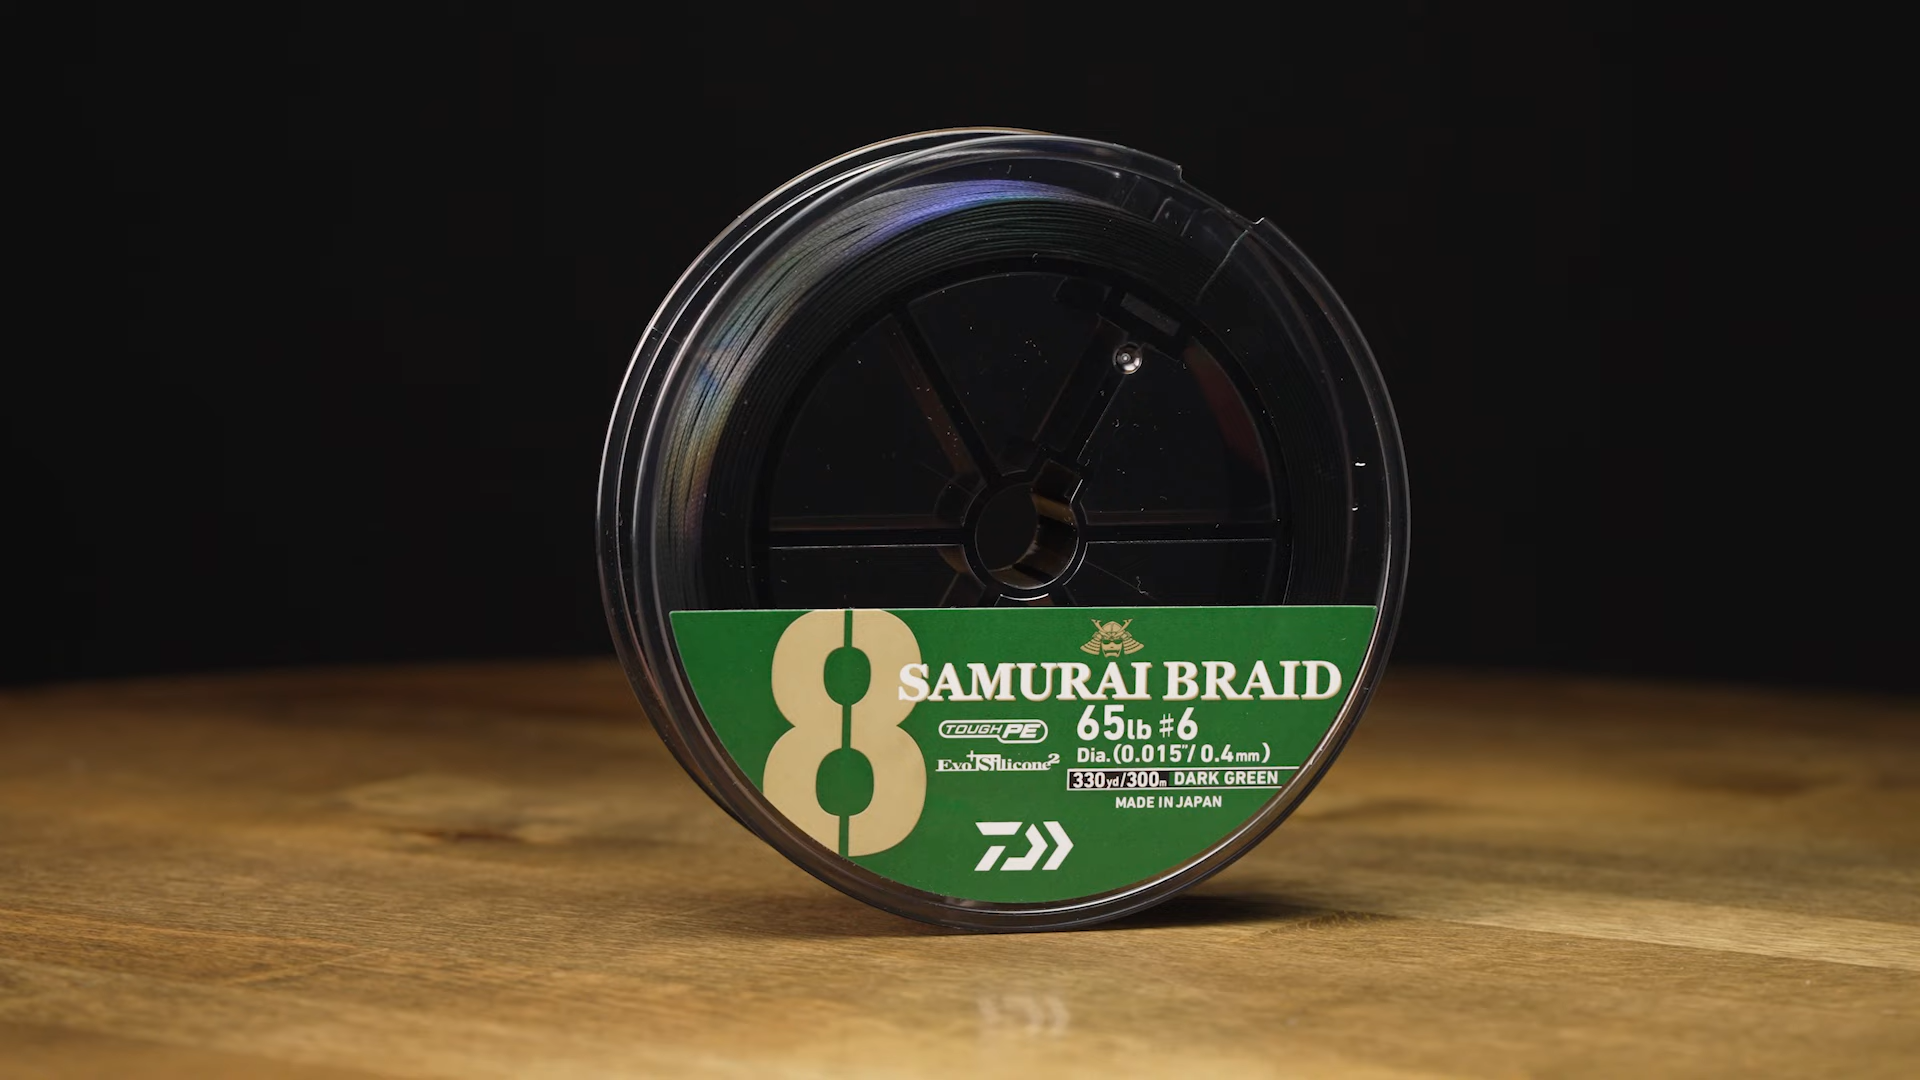 8
SAMURAI BRAID
TOUGH PE
65lb #6
Evo+Silicone2
Dia.(0.015"/0.4mm)
330yd/300m DARK GREEN
MADE IN JAPAN